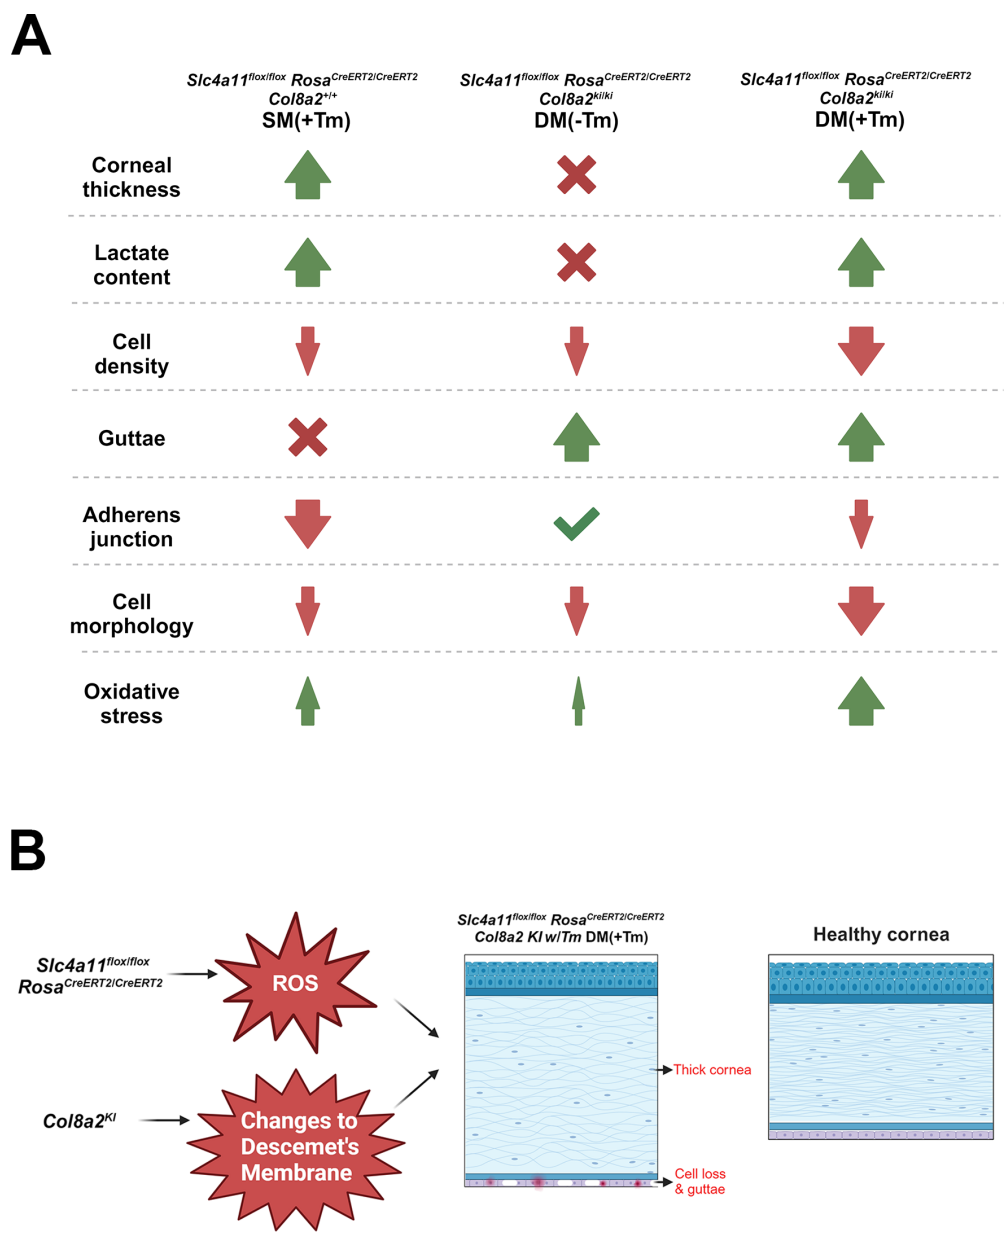 A
Slc4a11flox/flox RosaCreERT2/CreERT2
Col8a2+/+
SM(+Tm)
Slc4a11flox/flox RosaCreERT2/CreERT2
Col8a2ki/ki
DM(-Tm)
Slc4a11flox/flox RosaCreERT2/CreERT2
Col8a2ki/ki
DM(+Tm)
Corneal
thickness
Lactate
content
Cell
density
Guttae
Adherens
junction
Cell
morphology
Oxidative
stress
B
Slc4a11flox/flox
RosaCreERT2/CreERT2
ROS
Col8a2KI
Changes to
Descemet's
Membrane
Slc4a11flox/flox RosaCreERT2/CreERT2
Col8a2 KI w/Tm DM(+Tm)
Thick cornea
Cell loss
& guttae
Healthy cornea